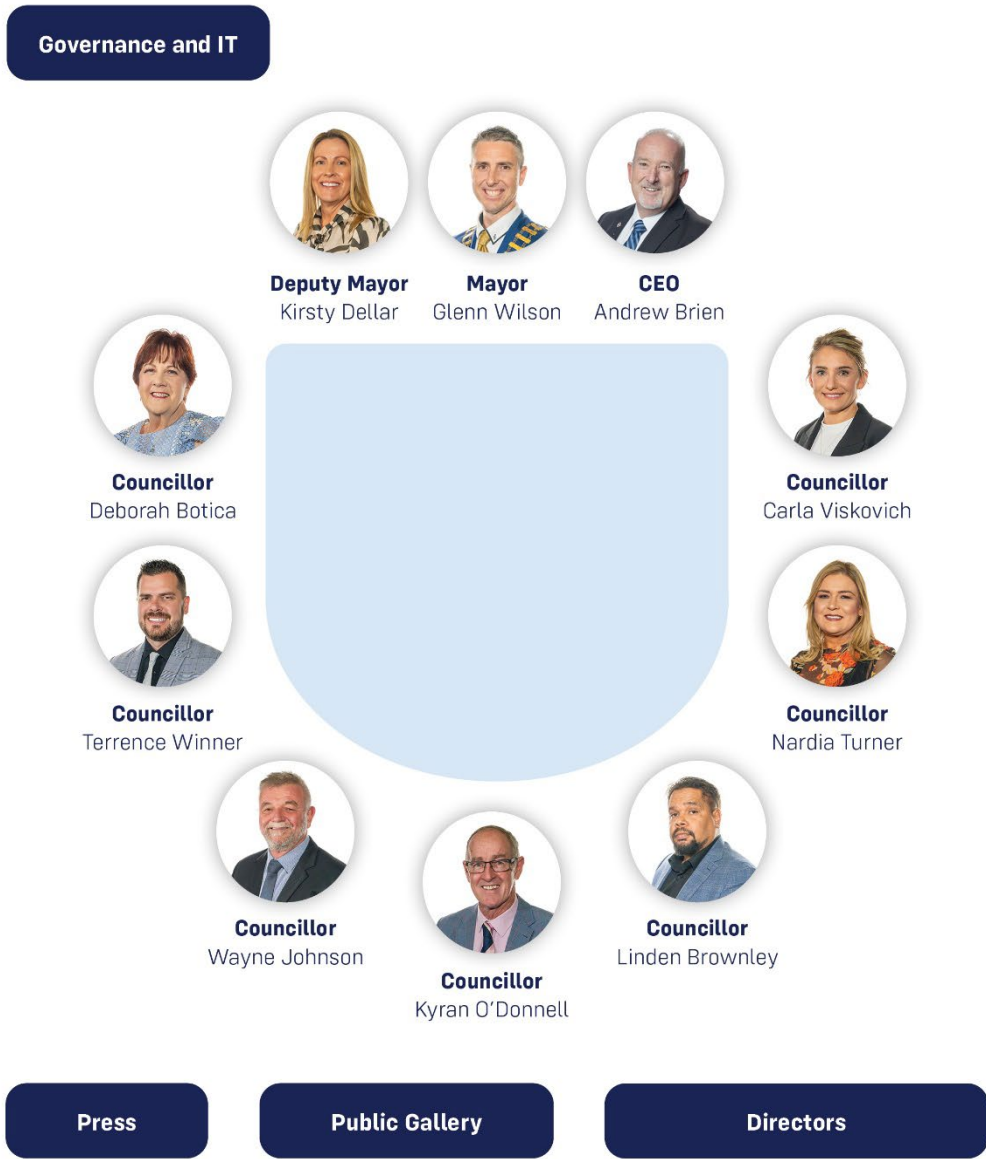 Governance and IT
Deputy Mayor
Kirsty Dellar
Mayor
Glenn Wilson
CEO
Andrew Brien
Councillor
Deborah Botica
Councillor
Carla Viskovich
Councillor
Terrence Winner
Councillor
Nardia Turner
Councillor
Wayne Johnson
Councillor
Kyran O'Donnell
Councillor
Linden Brownley
Press
Public Gallery
Directors